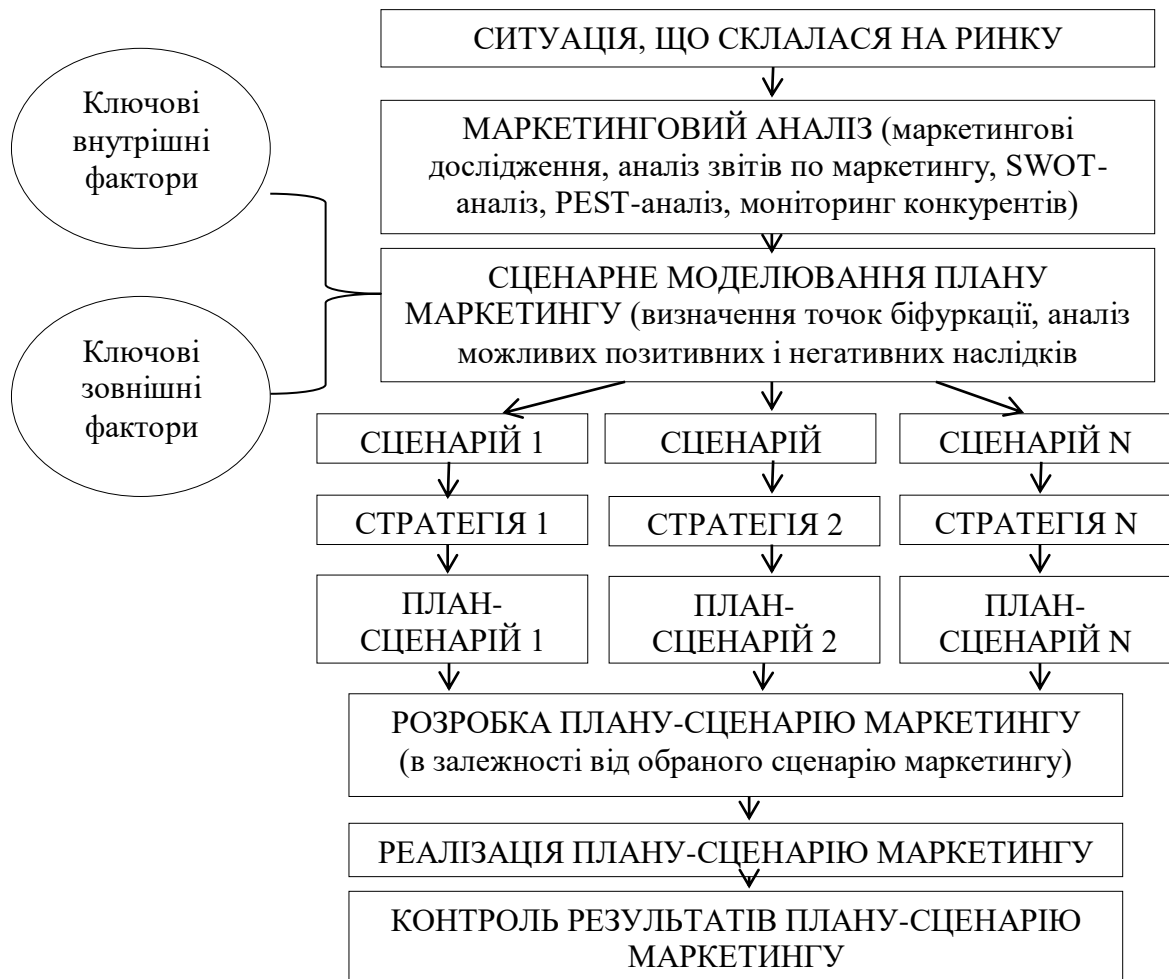 СИТУАЦІЯ, ЩО СКЛАЛАСЯ НА РИНКУ
Ключові
внутрішні
фактори
МАРКЕТИНГОВИЙ АНАЛІЗ (маркетингові
дослідження, аналіз звітів по маркетингу, SWOT-
аналіз, PEST-аналіз, моніторинг конкурентів)
СЦЕНАРНЕ МОДЕЛЮВАННЯ ПЛАНУ
МАРКЕТИНГУ (визначення точок біфуркації, аналіз
можливих позитивних і негативних наслідків
Ключові
зовнішні
фактори
СЦЕНАРІЙ 1
СЦЕНАРІЙ
СЦЕНАРІЙ N
СТРАТЕГІЯ 1
СТРАТЕГІЯ 2
СТРАТЕГІЯ N
ПЛАН-
СЦЕНАРІЙ 1
ПЛАН-
СЦЕНАРІЙ 2
ПЛАН-
СЦЕНАРІЙ N
РОЗРОБКА ПЛАНУ-СЦЕНАРІЮ МАРКЕТИНГУ
(в залежності від обраного сценарію маркетингу)
РЕАЛІЗАЦІЯ ПЛАНУ-СЦЕНАРІЮ МАРКЕТИНГУ
КОНТРОЛЬ РЕЗУЛЬТАТІВ ПЛАНУ-СЦЕНАРІЮ
МАРКЕТИНГУ